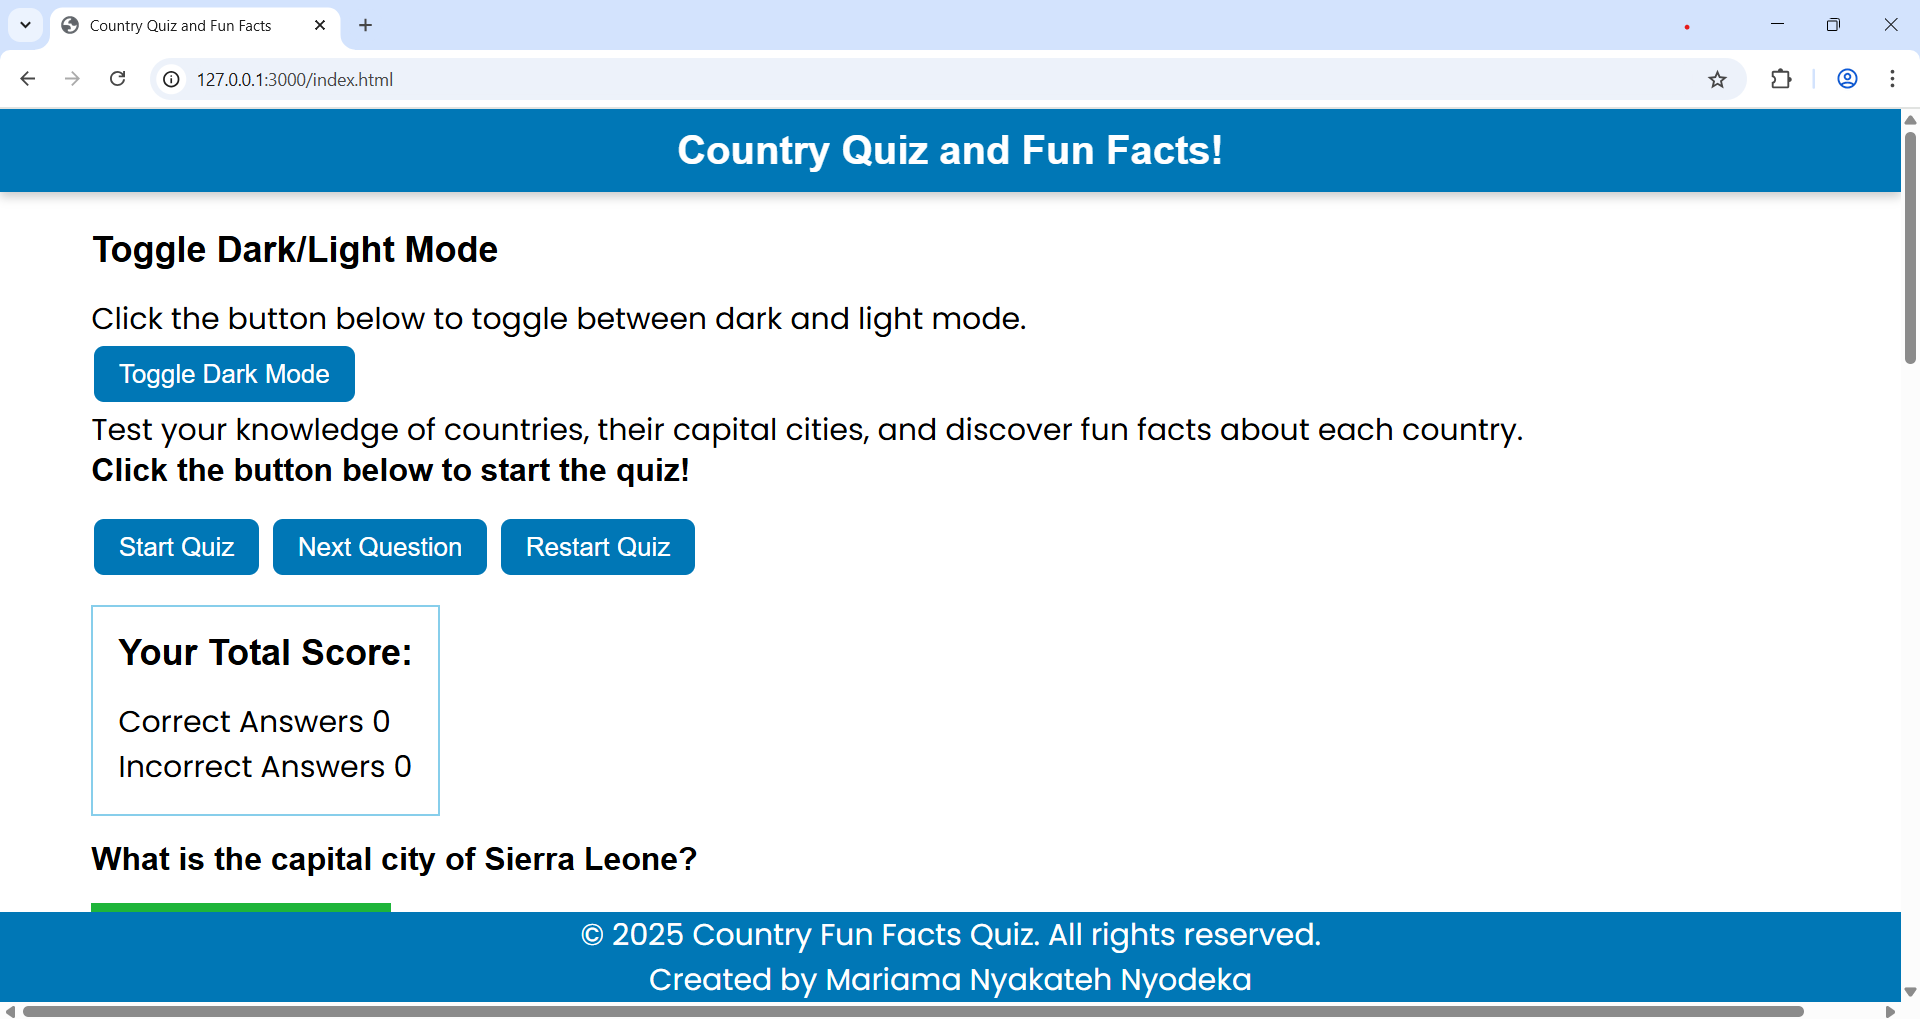 Country Quiz and Fun Facts
127.0.0.1:3000/index.html
Country Quiz and Fun Facts!
Toggle Dark/Light Mode
Click the button below to toggle between dark and light mode.
Toggle Dark Mode
Test your knowledge of countries, their capital cities, and discover fun facts about each country.
Click the button below to start the quiz!
Start Quiz Next Question Restart Quiz
Your Total Score:
Correct Answers 0
Incorrect Answers 0
What is the capital city of Sierra Leone?
© 2025 Country Fun Facts Quiz. All rights reserved.
Created by Mariama Nyakateh Nyodeka